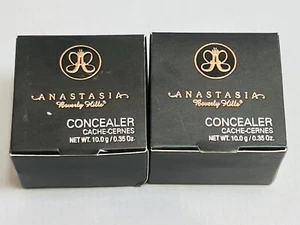 ANASTASIA
Beverly Hills®
CONCEALER
CACHE-CERNES
NET WT. 10.0 g / 0.35 Oz.
ANASTASIA
Beverly Hills®
CONCEALER
CACHE-CERNES
NET WT. 10.0 g / 0.35 Oz.